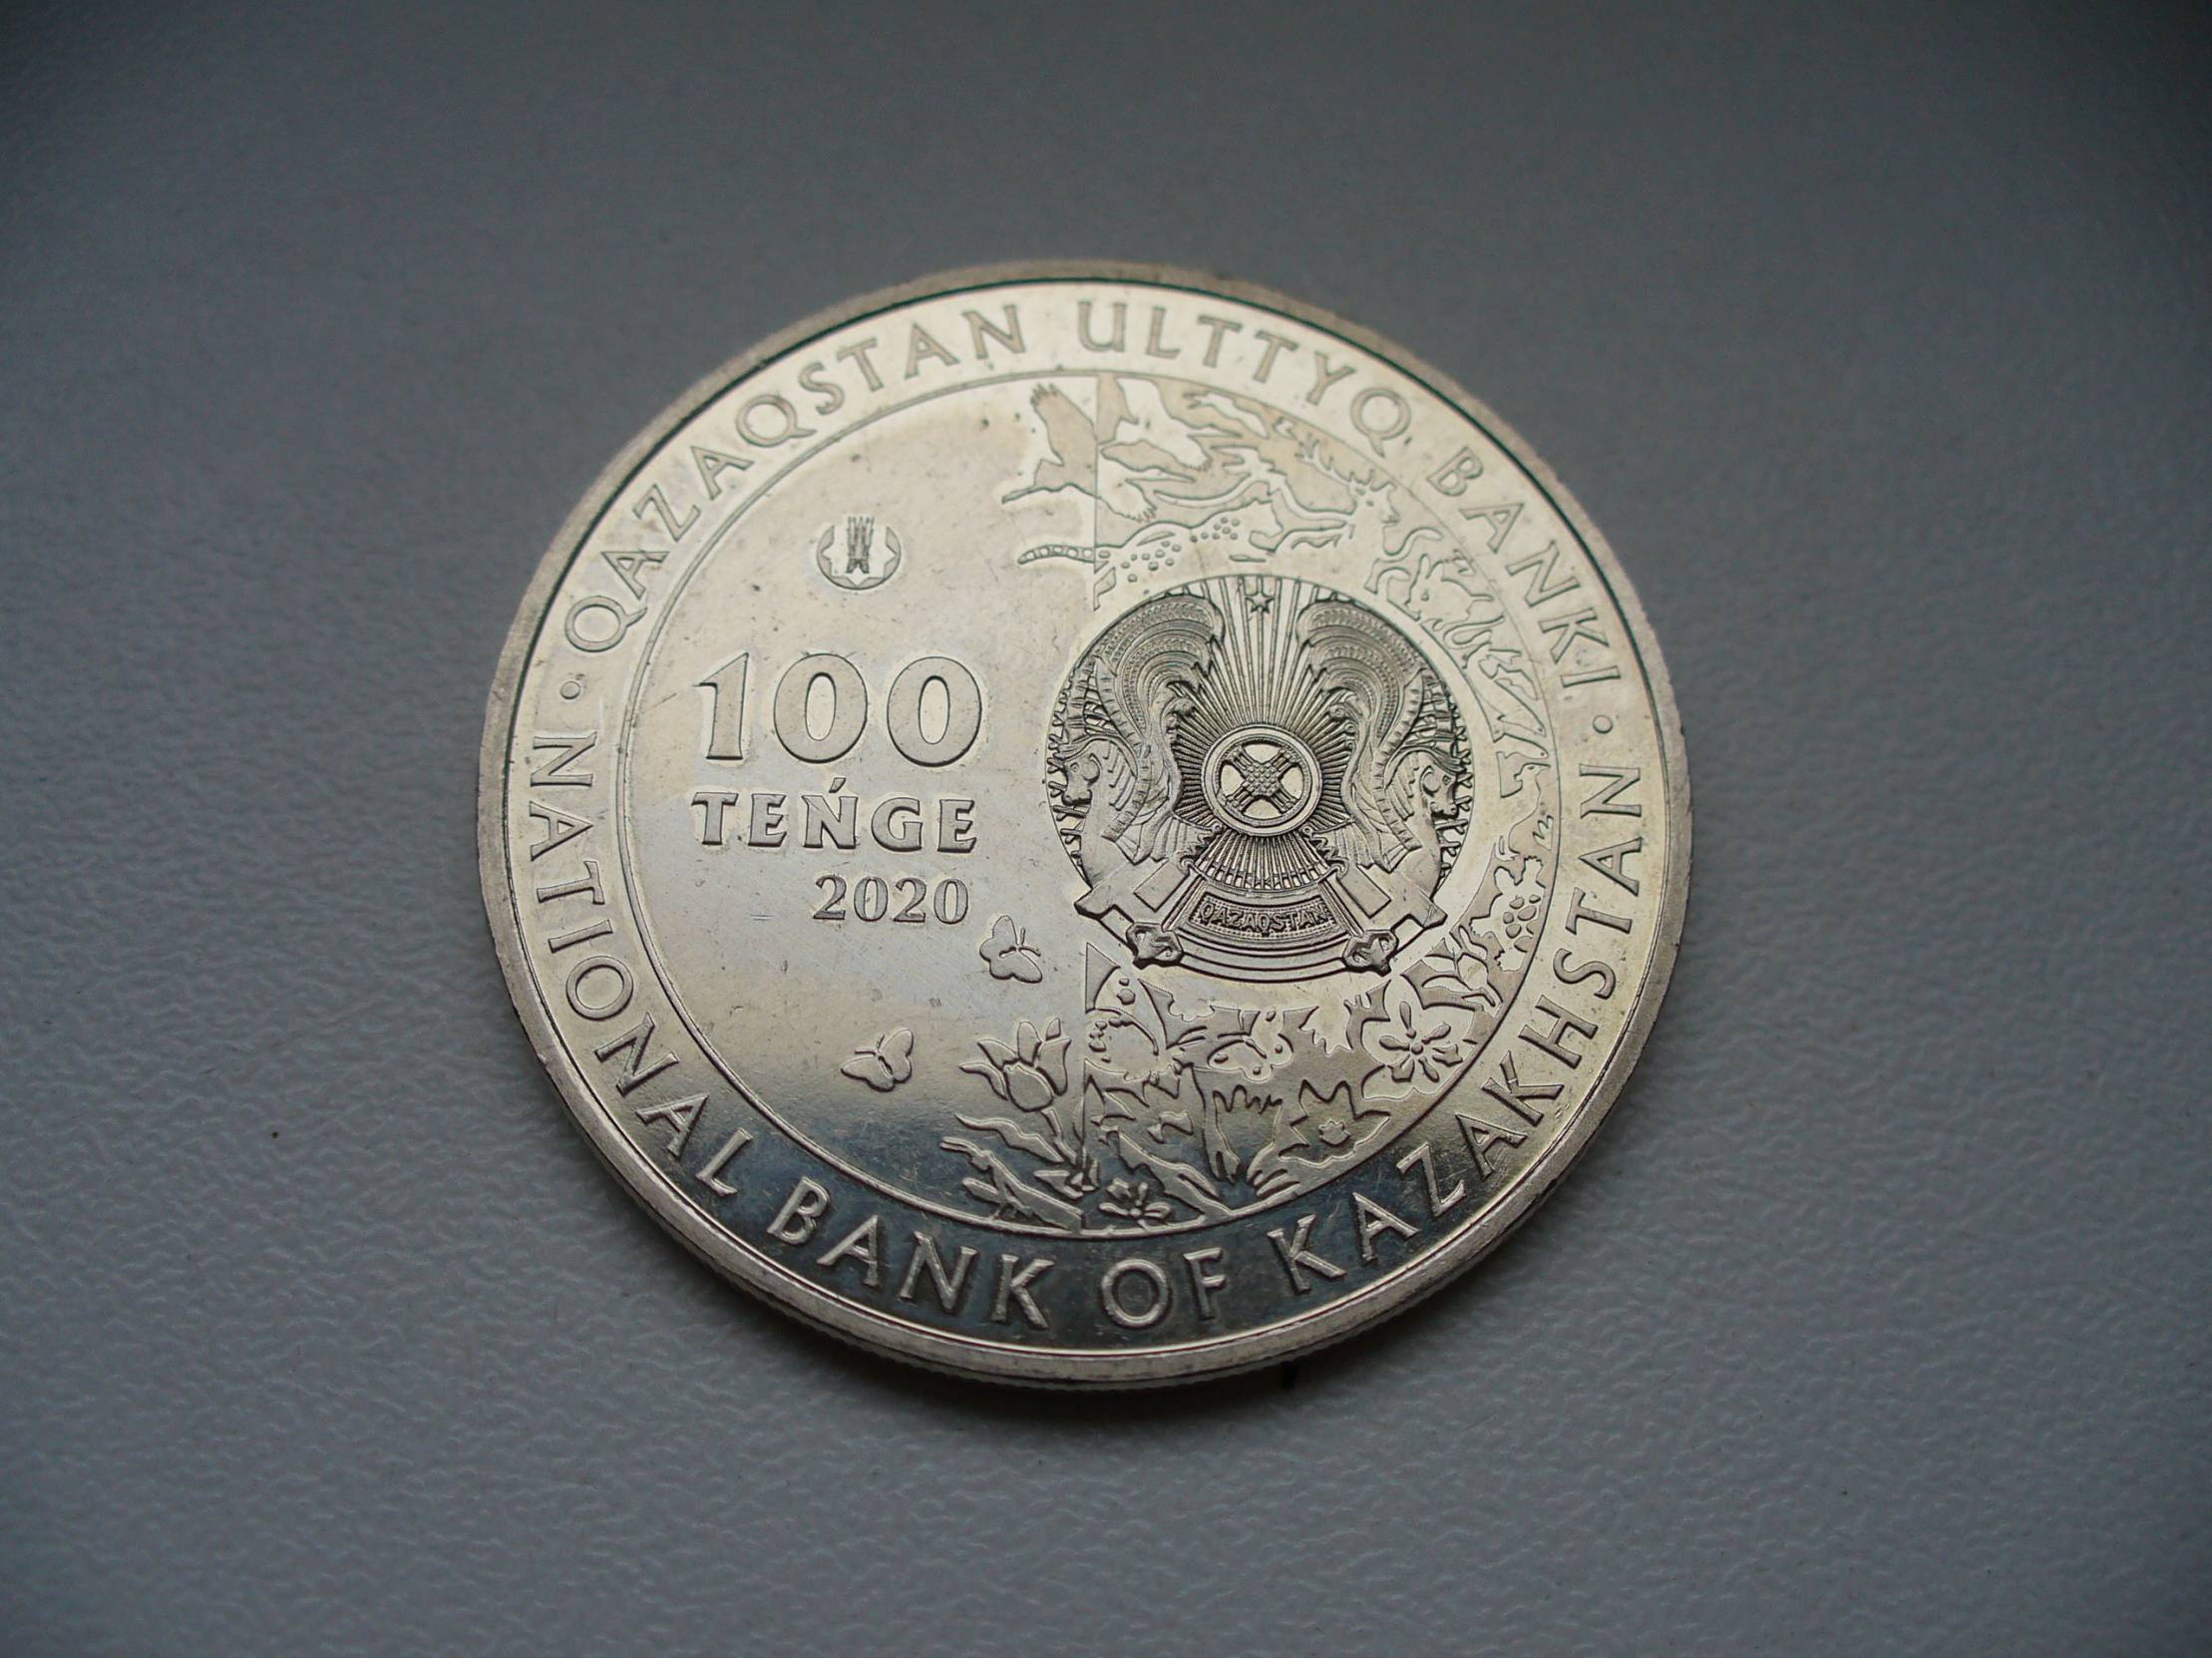 QAZAQSTAN ULTTYQ BANKI
100
TEŃGE
2020
QAZAQSTAN
NATIONAL BANK OF KAZAKHSTAN